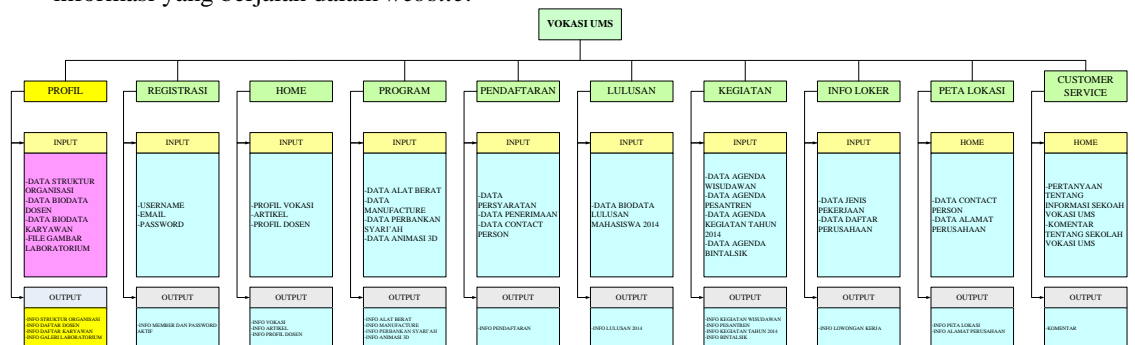 informasi yang berjalan dalam website.
VOKASI UMS
PROFIL
REGISTRASI
HOME
PROGRAM
PENDAFTARAN
LULUSAN
KEGIATAN
INFO LOKER
PETA LOKASI
CUSTOMER
SERVICE
INPUT
-DATA STRUKTUR
ORGANISASI
-DATA BIODATA
DOSEN
-DATA BIODATA
KARYAWAN
-FILE GAMBAR
LABORATORIUM
OUTPUT
-INFO STRUKTUR ORGANISASI
-INFO DAFTAR DOSEN
-INFO DAFTAR KARYAWAN
-INFO GALERI LABORATORIUM
INPUT
-USERNAME
-EMAIL
-PASSWORD
OUTPUT
-INFO MEMBER DAN PASSWORD
AKTIF
INPUT
-PROFIL VOKASI
-ARTIKEL
-PROFIL DOSEN
OUTPUT
-INFO VOKASI
-INFO ARTIKEL
-INFO PROFIL DOSEN
INPUT
-DATA ALAT BERAT
-DATA
MANUFACTURE
-DATA PERBANKAN
SYARI'AH
-DATA ANIMASI 3D
OUTPUT
-INFO ALAT BERAT
-INFO MANUFACTURE
-INFO PERBANKAN SYARI'AH
-INFO ANIMASI 3D
INPUT
-DATA
PERSYARATAN
-DATA PENERIMAAN
-DATA CONTACT
PERSON
OUTPUT
-INFO PENDAFTARAN
INPUT
-DATA BIODATA
LULUSAN
MAHASISWA 2014
OUTPUT
-INFO LULUSAN 2014
INPUT
-DATA AGENDA
WISUDAWAN
-DATA AGENDA
PESANTREN
-DATA AGENDA
KEGIATAN TAHUN
2014
-DATA AGENDA
BINTALSIK
OUTPUT
-INFO KEGIATAN WISUDAWAN
-INFO PESANTREN
-INFO KEGIATAN TAHUN 2014
-INFO BINTALSIK
INPUT
-DATA JENIS
PEKERJAAN
-DATA DAFTAR
PERUSAHAAN
OUTPUT
-INFO LOWONGAN KERJA
HOME
-DATA CONTACT
PERSON
-DATA ALAMAT
PERUSAHAAN
OUTPUT
-INFO PETA LOKASI
-INFO ALAMAT PERUSAHAAN
HOME
-PERTANYAAN
TENTANG
INFORMASI SEKOAH
VOKASI UMS
-KOMENTAR
TENTANG SEKOLAH
VOKASI UMS
OUTPUT
-KOMENTAR